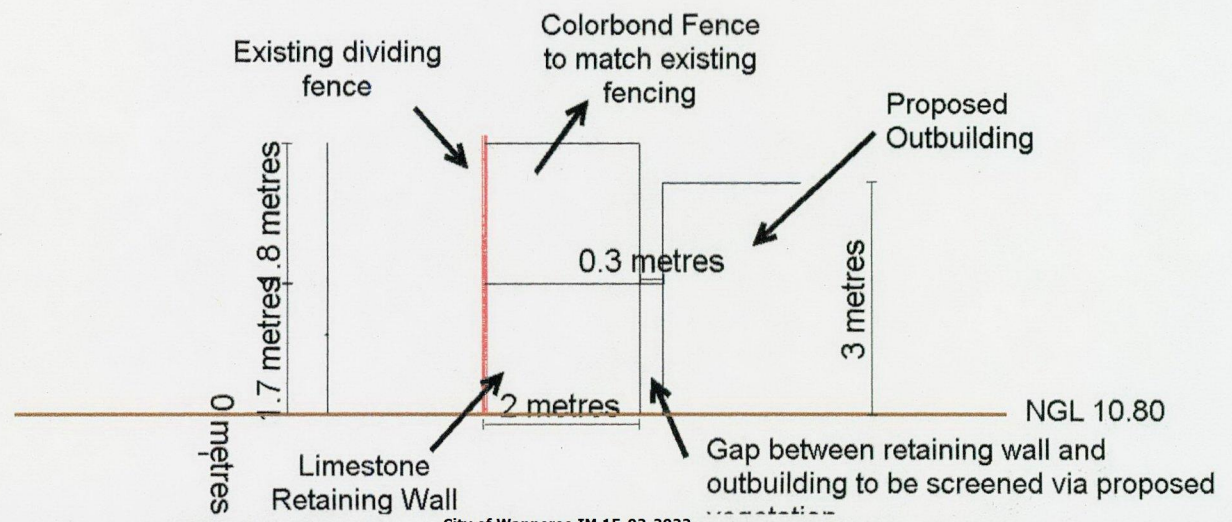 Colorbond Fence
to match existing
fencing
Existing dividing
fence
Proposed
Outbuilding
1.8 metres
0.3 metres
3 metres
1.7 metres
2 metres
0 metres
NGL 10.80
Limestone
Retaining Wall
Gap between retaining wall and
outbuilding to be screened via proposed